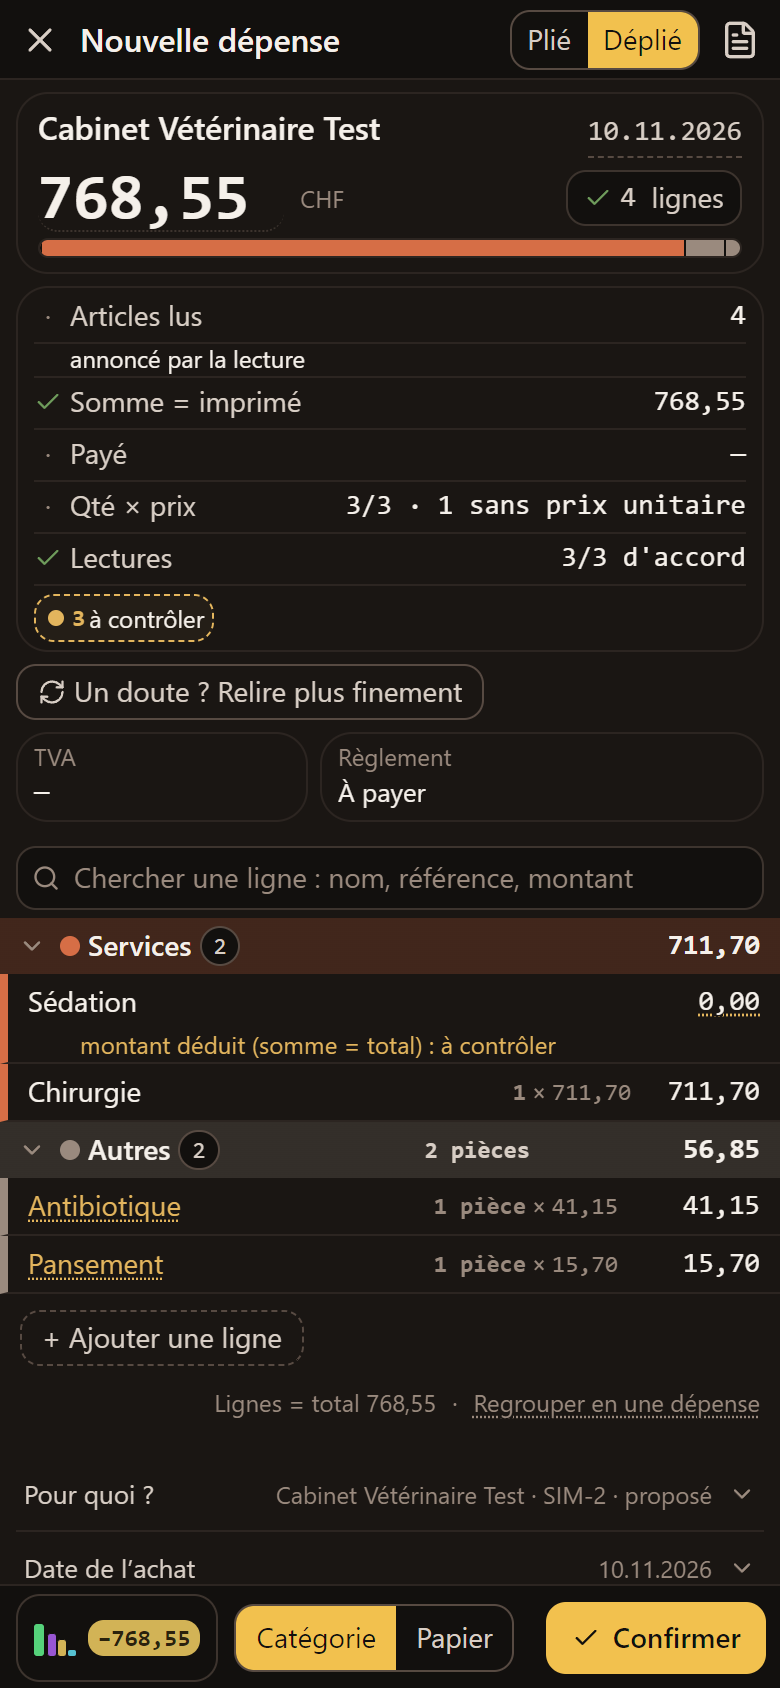 Nouvelle dépense
Plié Déplié
Cabinet Vétérinaire Test 10.11.2026
768,55 CHF 4 lignes
· Articles lus 4
annoncé par la lecture
Somme = imprimé 768,55
· Payé –
· Qté × prix 3/3 · 1 sans prix unitaire
Lectures 3/3 d'accord
3 à contrôler
Un doute ? Relire plus finement
TVA Règlement
– À payer
Chercher une ligne : nom, référence, montant
Services 2 711,70
Sédation 0,00
montant déduit (somme = total) : à contrôler
Chirurgie 1 × 711,70 711,70
Autres 2 2 pièces 56,85
Antibiotique 1 pièce × 41,15 41,15
Pansement 1 pièce × 15,70 15,70
+ Ajouter une ligne
Lignes = total 768,55 · Regrouper en une dépense
Pour quoi ? Cabinet Vétérinaire Test · SIM-2 · proposé
Date de l’achat 10.11.2026
−768,55 Catégorie Papier Confirmer